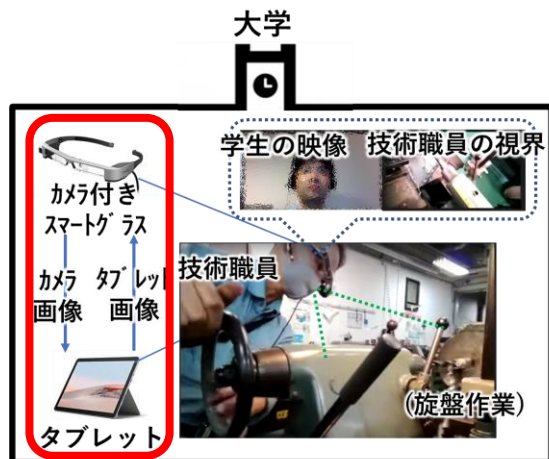 大学
学生の映像 技術職員の視界
カメラ付き
スマートグラス
技術職員
カメラ タブレット
画像 画像
(旋盤作業)
タブレット